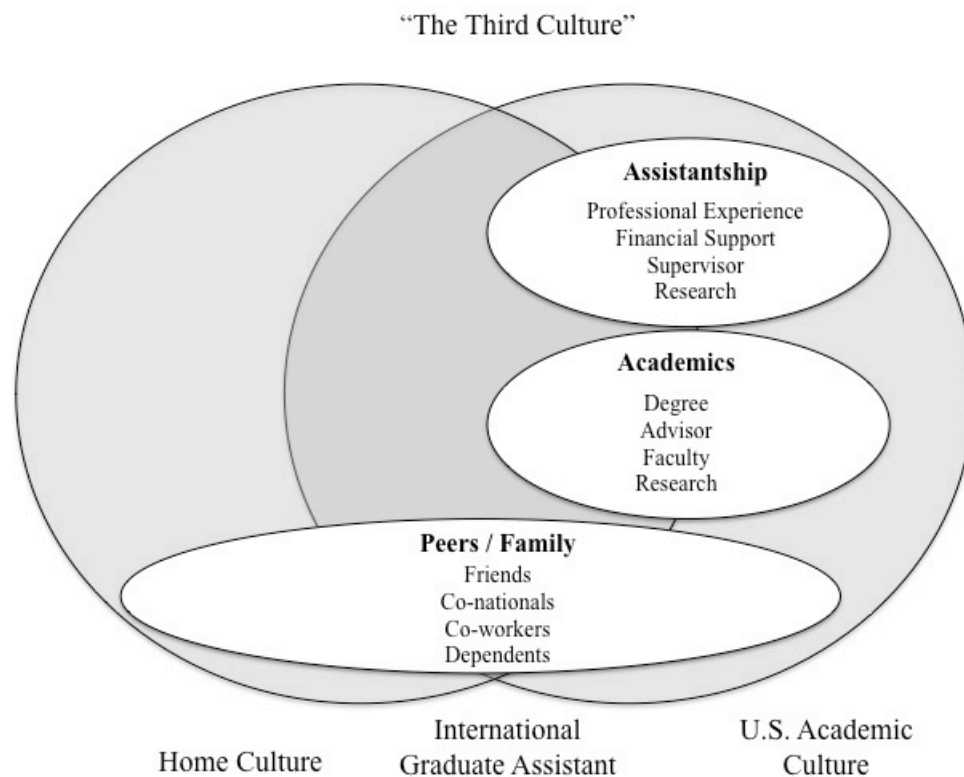 “The Third Culture”
Assistantship
Professional Experience
Financial Support
Supervisor
Research
Academics
Degree
Advisor
Faculty
Research
Peers / Family
Friends
Co-nationals
Co-workers
Dependents
Home Culture
International
Graduate Assistant
U.S. Academic
Culture